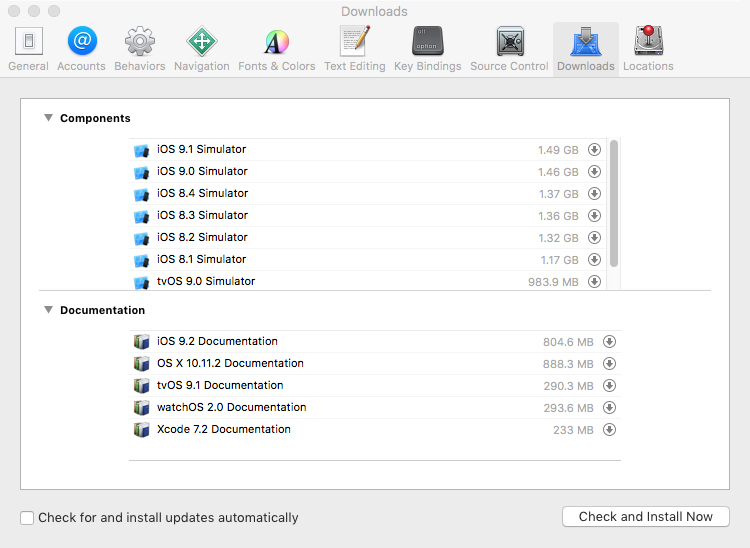 Downloads
General Accounts Behaviors Navigation Fonts & Colors Text Editing Key Bindings Source Control Downloads Locations
Components
iOS 9.1 Simulator 1.49 GB
iOS 9.0 Simulator 1.46 GB
iOS 8.4 Simulator 1.37 GB
iOS 8.3 Simulator 1.36 GB
iOS 8.2 Simulator 1.32 GB
iOS 8.1 Simulator 1.17 GB
tvOS 9.0 Simulator 983.9 MB
Documentation
iOS 9.2 Documentation 804.6 MB
OS X 10.11.2 Documentation 888.3 MB
tvOS 9.1 Documentation 290.3 MB
watchOS 2.0 Documentation 293.6 MB
Xcode 7.2 Documentation 233 MB
Check for and install updates automatically Check and Install Now